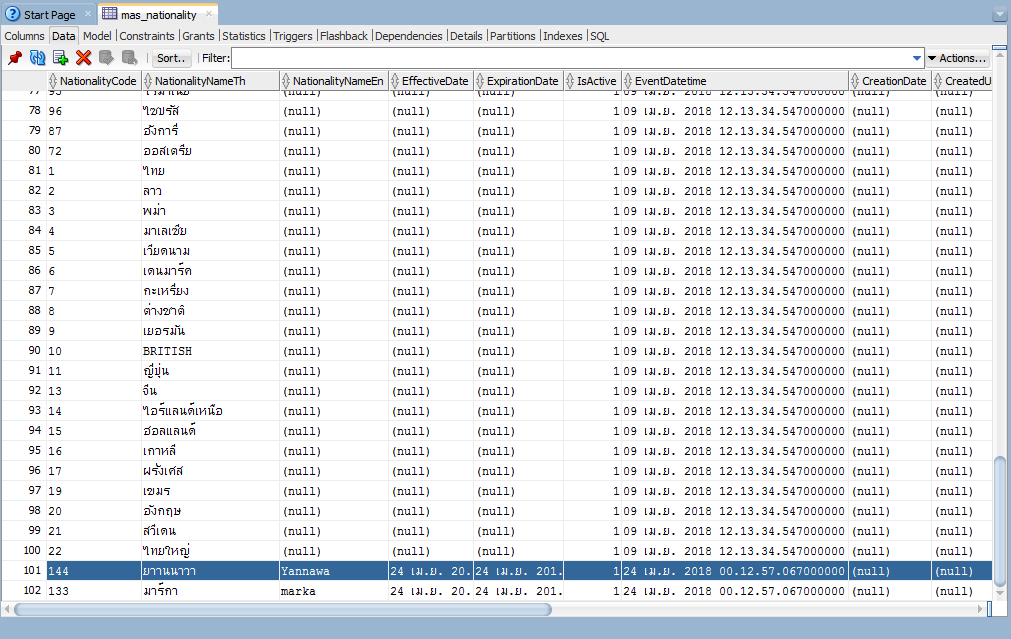 Start Page
mas_nationality
Columns Data Model Constraints Grants Statistics Triggers Flashback Dependencies Details Partitions Indexes SQL
Sort.. Filter: Actions...
NationalityCode NationalityNameTh NationalityNameEn EffectiveDate ExpirationDate IsActive EventDatetime CreationDate CreatedU
78 96 ไซปรัส (null) (null) (null) 1 09 เม.ย. 2018 12.13.34.547000000 (null) (null)
79 87 ฮังการี่ (null) (null) (null) 1 09 เม.ย. 2018 12.13.34.547000000 (null) (null)
80 72 ออสเตรีย (null) (null) (null) 1 09 เม.ย. 2018 12.13.34.547000000 (null) (null)
81 1 ไทย (null) (null) (null) 1 09 เม.ย. 2018 12.13.34.547000000 (null) (null)
82 2 ลาว (null) (null) (null) 1 09 เม.ย. 2018 12.13.34.547000000 (null) (null)
83 3 พม่า (null) (null) (null) 1 09 เม.ย. 2018 12.13.34.547000000 (null) (null)
84 4 มาเลเซีย (null) (null) (null) 1 09 เม.ย. 2018 12.13.34.547000000 (null) (null)
85 5 เวียดนาม (null) (null) (null) 1 09 เม.ย. 2018 12.13.34.547000000 (null) (null)
86 6 เดนมาร์ค (null) (null) (null) 1 09 เม.ย. 2018 12.13.34.547000000 (null) (null)
87 7 กะเหรี่ยง (null) (null) (null) 1 09 เม.ย. 2018 12.13.34.547000000 (null) (null)
88 8 ต่างชาติ (null) (null) (null) 1 09 เม.ย. 2018 12.13.34.547000000 (null) (null)
89 9 เยอรมัน (null) (null) (null) 1 09 เม.ย. 2018 12.13.34.547000000 (null) (null)
90 10 BRITISH (null) (null) (null) 1 09 เม.ย. 2018 12.13.34.547000000 (null) (null)
91 11 ญี่ปุ่น (null) (null) (null) 1 09 เม.ย. 2018 12.13.34.547000000 (null) (null)
92 13 จีน (null) (null) (null) 1 09 เม.ย. 2018 12.13.34.547000000 (null) (null)
93 14 ไอร์แลนด์เหนือ (null) (null) (null) 1 09 เม.ย. 2018 12.13.34.547000000 (null) (null)
94 15 ฮอลแลนด์ (null) (null) (null) 1 09 เม.ย. 2018 12.13.34.547000000 (null) (null)
95 16 เกาหลี (null) (null) (null) 1 09 เม.ย. 2018 12.13.34.547000000 (null) (null)
96 17 ฝรั่งเศส (null) (null) (null) 1 09 เม.ย. 2018 12.13.34.547000000 (null) (null)
97 19 เขมร (null) (null) (null) 1 09 เม.ย. 2018 12.13.34.547000000 (null) (null)
98 20 อังกฤษ (null) (null) (null) 1 09 เม.ย. 2018 12.13.34.547000000 (null) (null)
99 21 สวีเดน (null) (null) (null) 1 09 เม.ย. 2018 12.13.34.547000000 (null) (null)
100 22 ไทยใหญ่ (null) (null) (null) 1 09 เม.ย. 2018 12.13.34.547000000 (null) (null)
101 144 ยาานนาวา Yannawa 24 เม.ย. 20. 24 เม.ย. 201. 1 24 เม.ย. 2018 00.12.57.067000000 (null) (null)
102 133 มาร์กา marka 24 เม.ย. 20. 24 เม.ย. 201. 1 24 เม.ย. 2018 00.12.57.067000000 (null) (null)